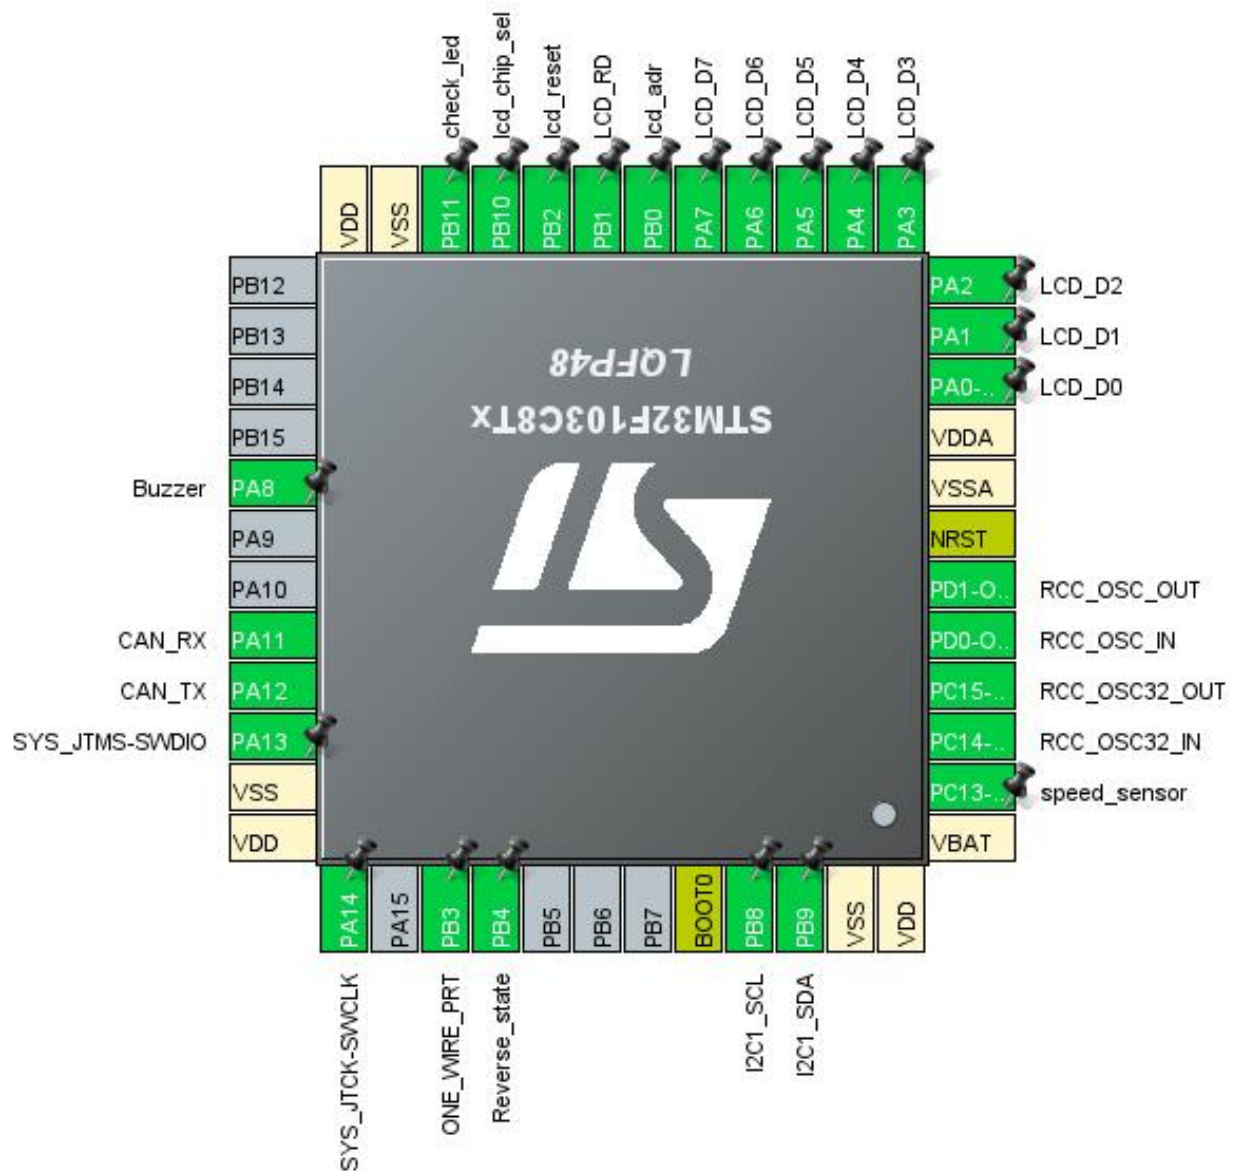 check_led
lcd_chip_sel
lcd_reset
LCD_RD
lcd_adr
LCD_D7
LCD_D6
LCD_D5
LCD_D4
LCD_D3
VDD
VSS
PB11
PB10
PB2
PB1
PB0
PA7
PA6
PA5
PA4
PA3
PB12
PB13
PB14
PB15
Buzzer PA8
PA9
PA10
CAN_RX PA11
CAN_TX PA12
SYS_JTMS-SWDIO PA13
VSS
VDD
LQFP48
STM32F103C8Tx
ST
PA2 LCD_D2
PA1 LCD_D1
PA0-.. LCD_D0
VDDA
VSSA
NRST
PD1-O.. RCC_OSC_OUT
PD0-O.. RCC_OSC_IN
PC15-.. RCC_OSC32_OUT
PC14-.. RCC_OSC32_IN
PC13-.. speed_sensor
VBAT
PA14
PA15
PB3
PB4
PB5
PB6
PB7
BOOT0
PB8
PB9
VSS
VDD
SYS_JTCK-SWCLK
ONE_WIRE_PRT
Reverse_state
I2C1_SCL
I2C1_SDA